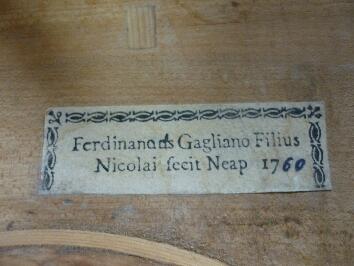 Ferdinandus Gagliano Filius
Nicolai fecit Neap 1760